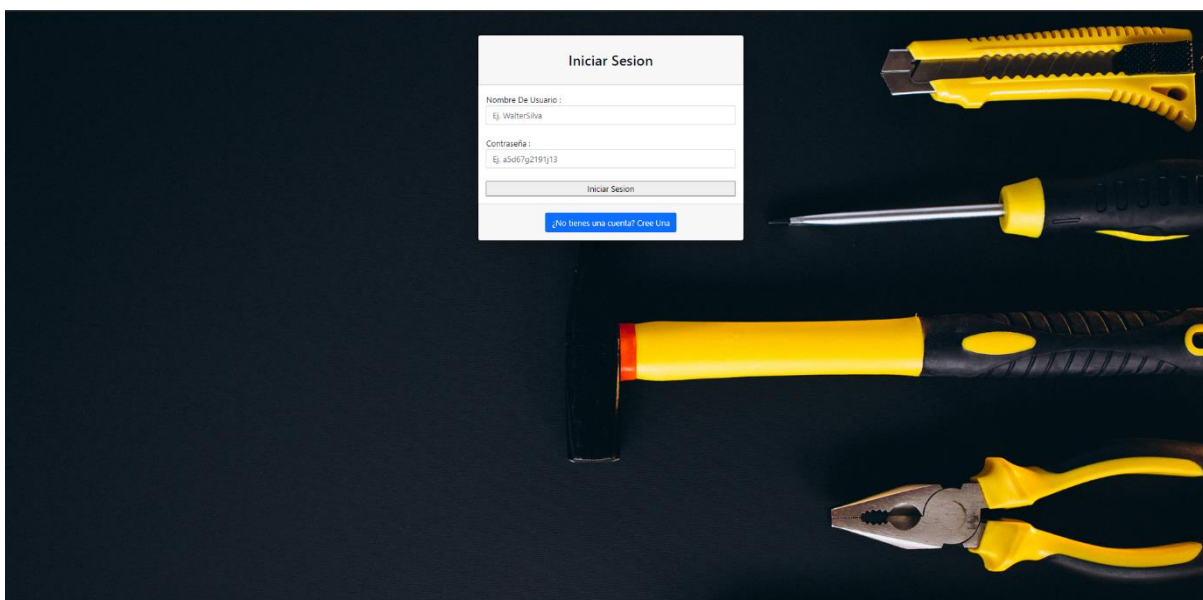 Iniciar Sesion
Nombre De Usuario :
Ej. WalterSilva
Contraseña :
Ej. a5d67g2191j13
Iniciar Sesion
¿No tienes una cuenta? Cree Una